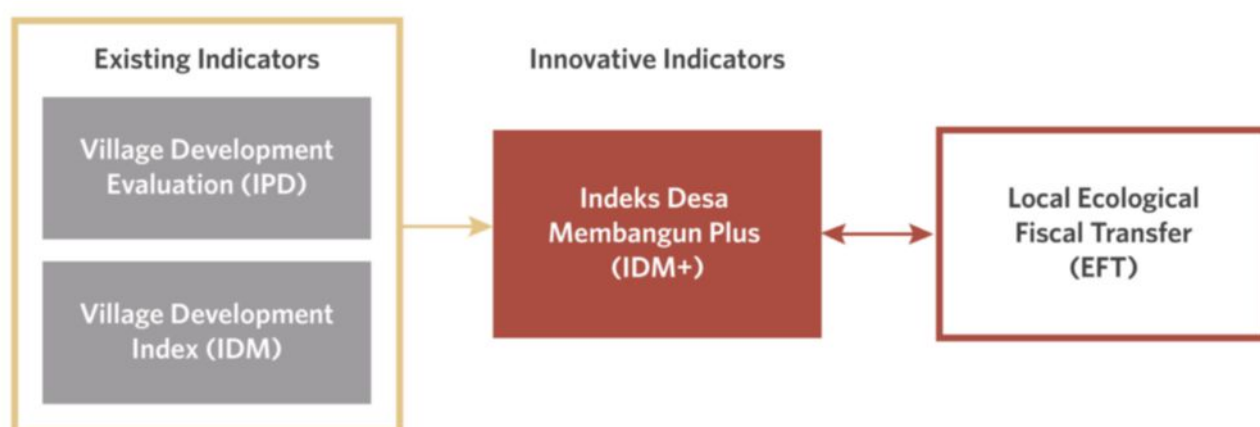 Existing Indicators
Village Development
Evaluation (IPD)
Village Development
Index (IDM)
Innovative Indicators
Indeks Desa
Membangun Plus
(IDM+)
Local Ecological
Fiscal Transfer
(EFT)